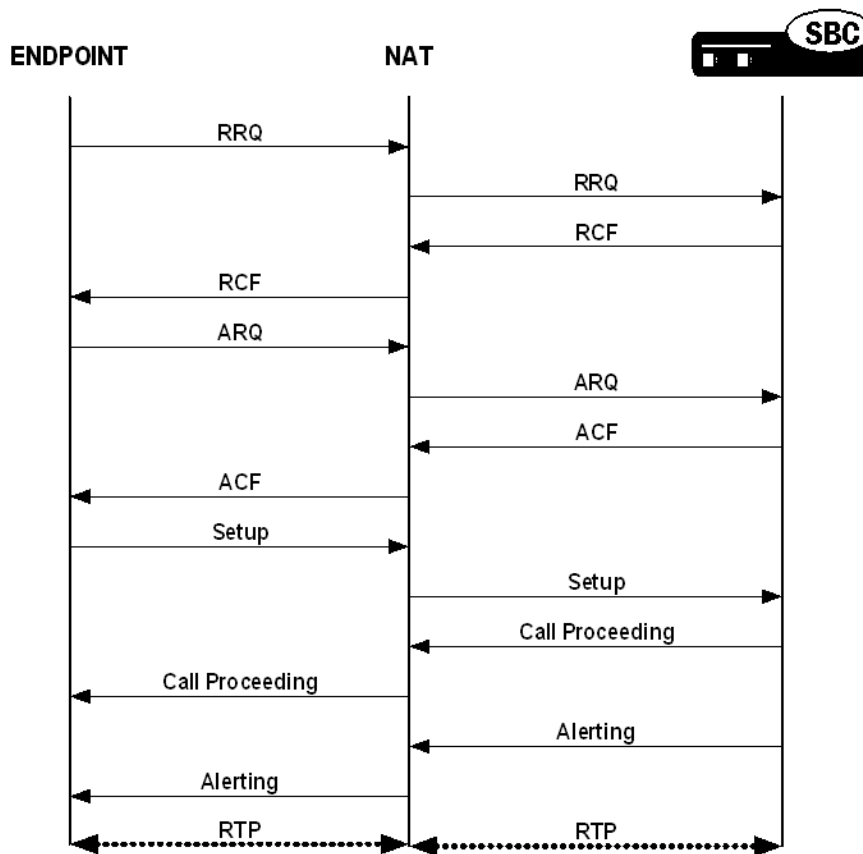 SBC
ENDPOINT NAT
RRQ
RRQ
RCF
RCF
ARQ
ARQ
ACF
ACF
Setup
Setup
Call Proceeding
Call Proceeding
Alerting
Alerting
RTP RTP